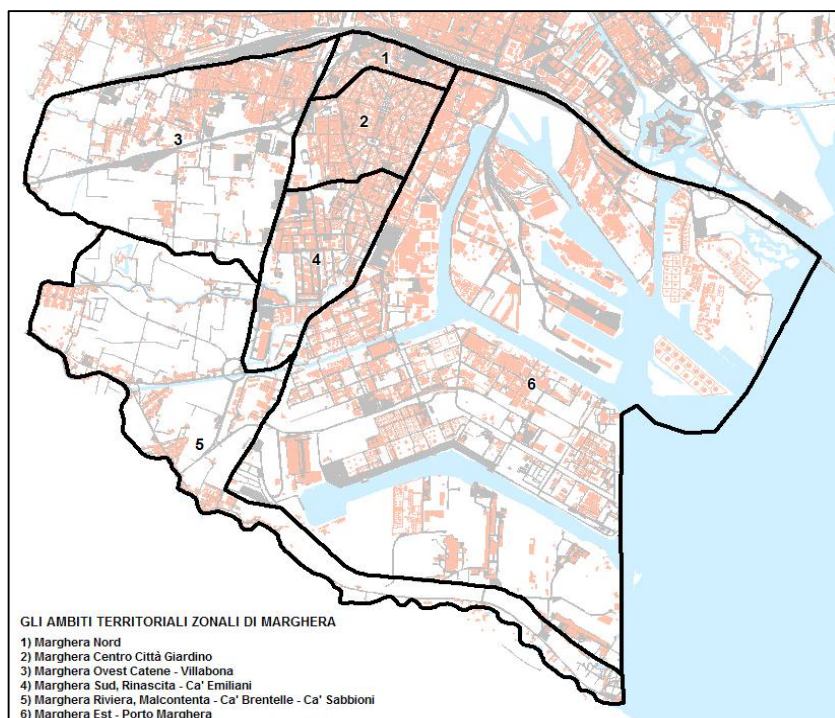 1
2
3
4
6
5
GLI AMBITI TERRITORIALI ZONALI DI MARGHERA
1) Marghera Nord
2) Marghera Centro Città Giardino
3) Marghera Ovest Catene - Villabona
4) Marghera Sud, Rinascita - Ca' Emiliani
5) Marghera Riviera, Malcontenta - Ca' Brentelle - Ca' Sabbioni
6) Marghera Est - Porto Marghera